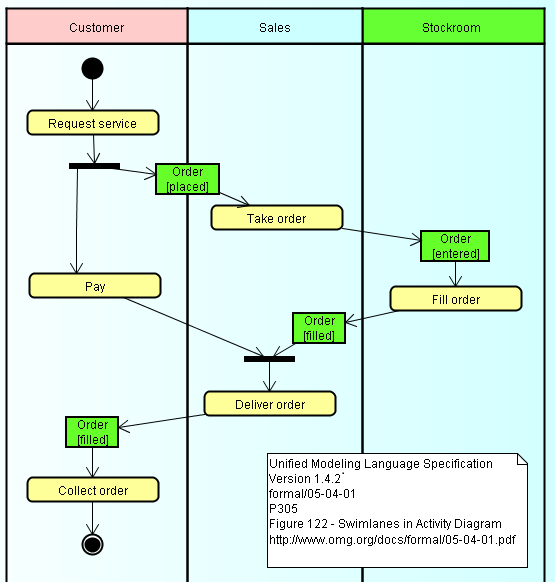 Customer
Sales
Stockroom
Request service
Order
[placed]
Take order
Order
[entered]
Pay
Fill order
Order
[filled]
Deliver order
Order
[filled]
Collect order
Unified Modeling Language Specification
Version 1.4.2
formal/05-04-01
P305
Figure 122 - Swimlanes in Activity Diagram
http://www.omg.org/docs/formal/05-04-01.pdf